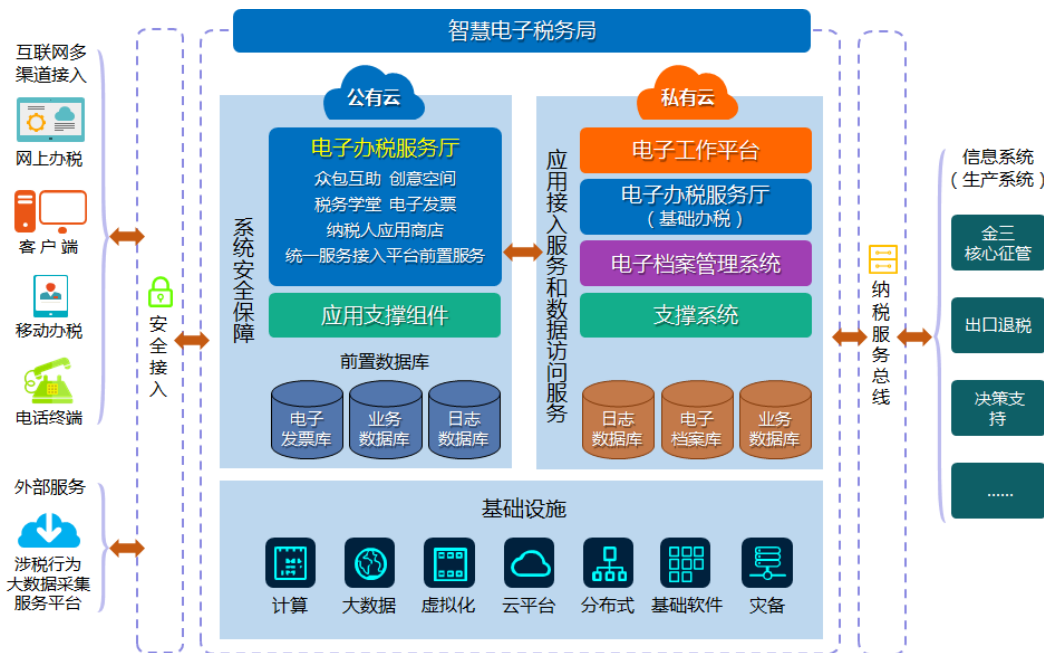 智慧电子税务局
互联网多
渠道接入
网上办税
客户端
移动办税
电话终端
外部服务
涉税行为
大数据采集
服务平台
安全接入
公有云
系统安全保障
电子办税服务厅
众包互助 创意空间
税务学堂 电子发票
纳税人应用商店
统一服务接入平台前置服务
应用支撑组件
前置数据库
电子
发票库
业务
数据库
日志
数据库
私有云
应用接入服务和数据访问服务
电子工作平台
电子办税服务厅
（基础办税）
电子档案管理系统
支撑系统
日志
数据库
电子
档案库
业务
数据库
基础设施
计算
大数据
虚拟化
云平台
分布式
基础软件
灾备
纳税服务总线
信息系统
（生产系统）
金三
核心征管
出口退税
决策支
持
......